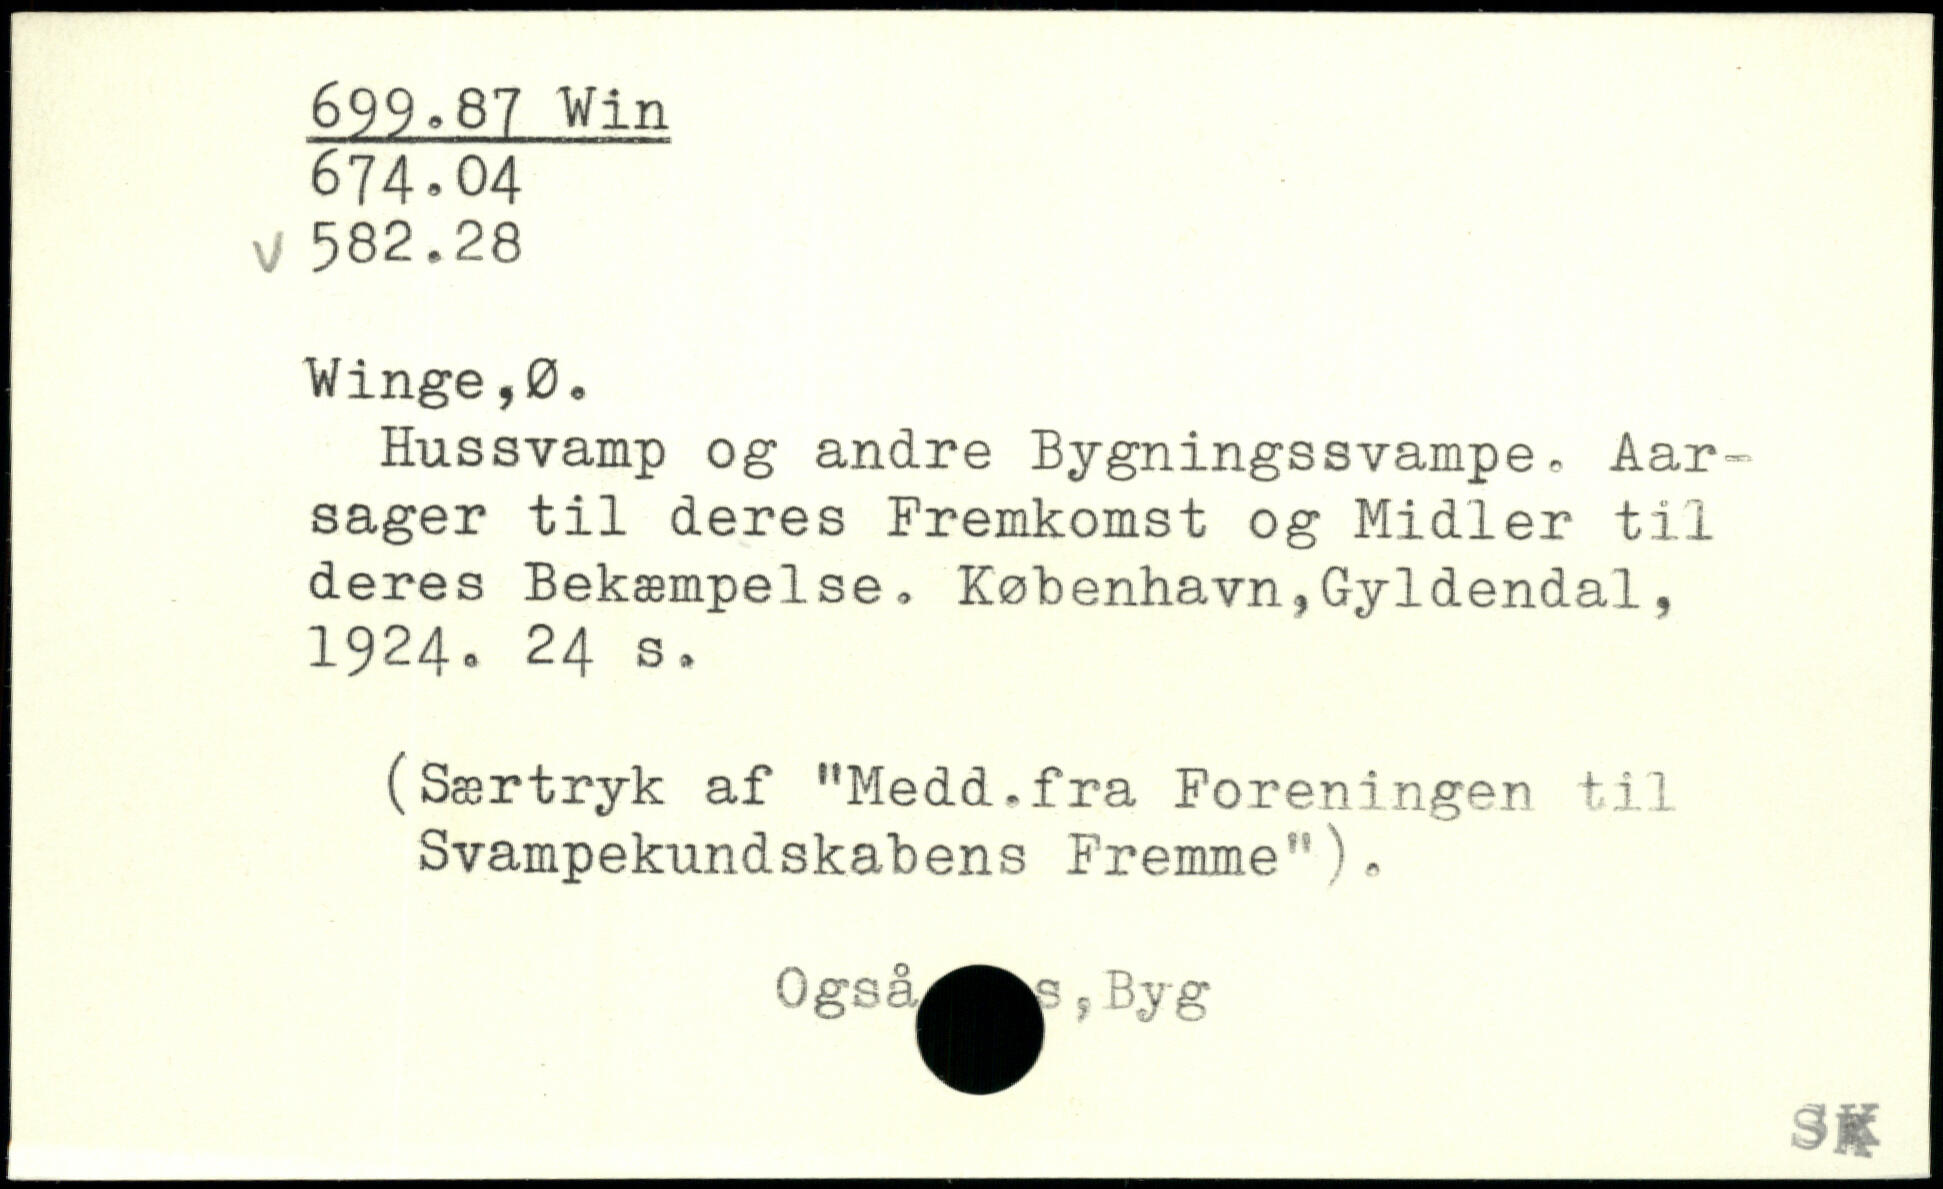 699.87 Win
674.04
v 582.28
Winge,Ø.
Hussvamp og andre Bygningssvampe. Aar-
sager til deres Fremkomst og Midler til
deres Bekæmpelse. København,Gyldendal,
1924. 24 s.
(Særtryk af "Medd.fra Foreningen til
Svampekundskabens Fremme").
Også s,Byg
SK